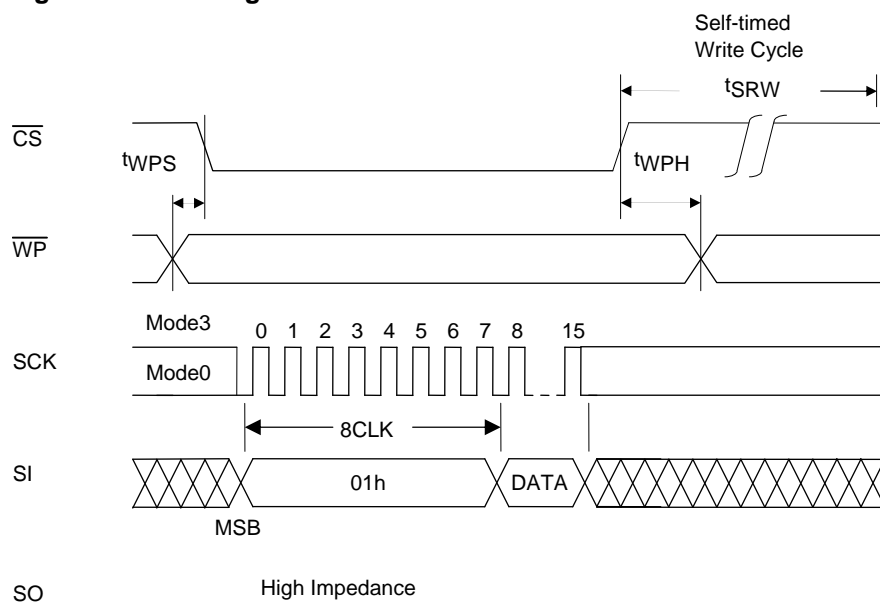 Self-timed
Write Cycle
tSRW
CS
tWPS
tWPH
WP
Mode3
0 1 2 3 4 5 6 7 8 15
SCK
Mode0
8CLK
SI
01h
DATA
MSB
High Impedance
SO